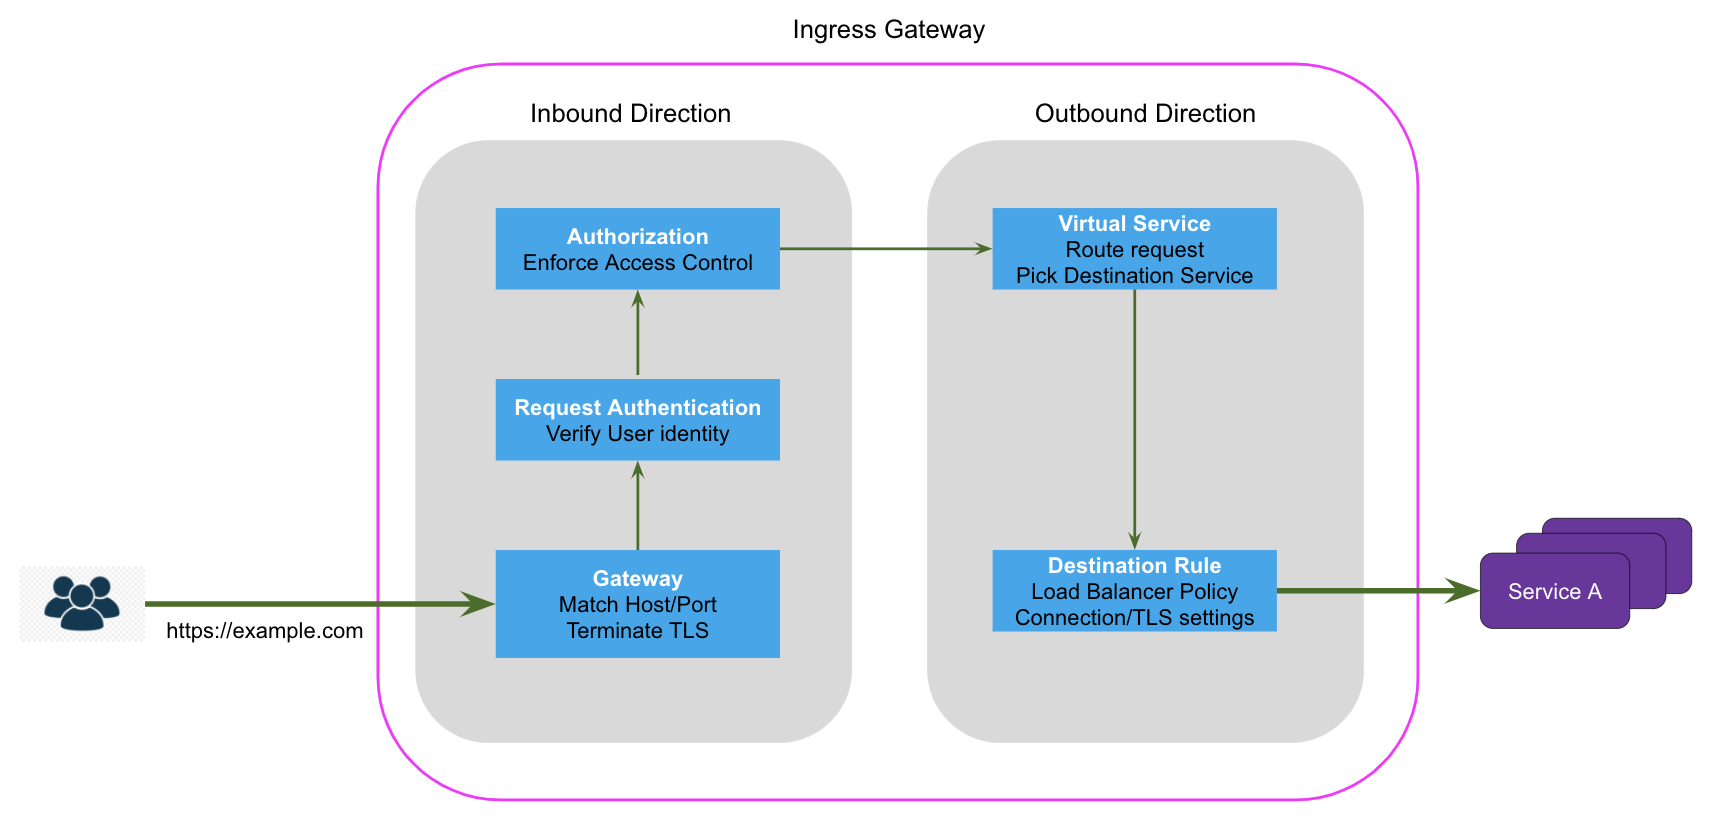 Ingress Gateway
Inbound Direction
Outbound Direction
Authorization
Enforce Access Control
Virtual Service
Route request
Pick Destination Service
Request Authentication
Verify User identity
Gateway
Match Host/Port
Terminate TLS
Destination Rule
Load Balancer Policy
Connection/TLS settings
Service A
https://example.com